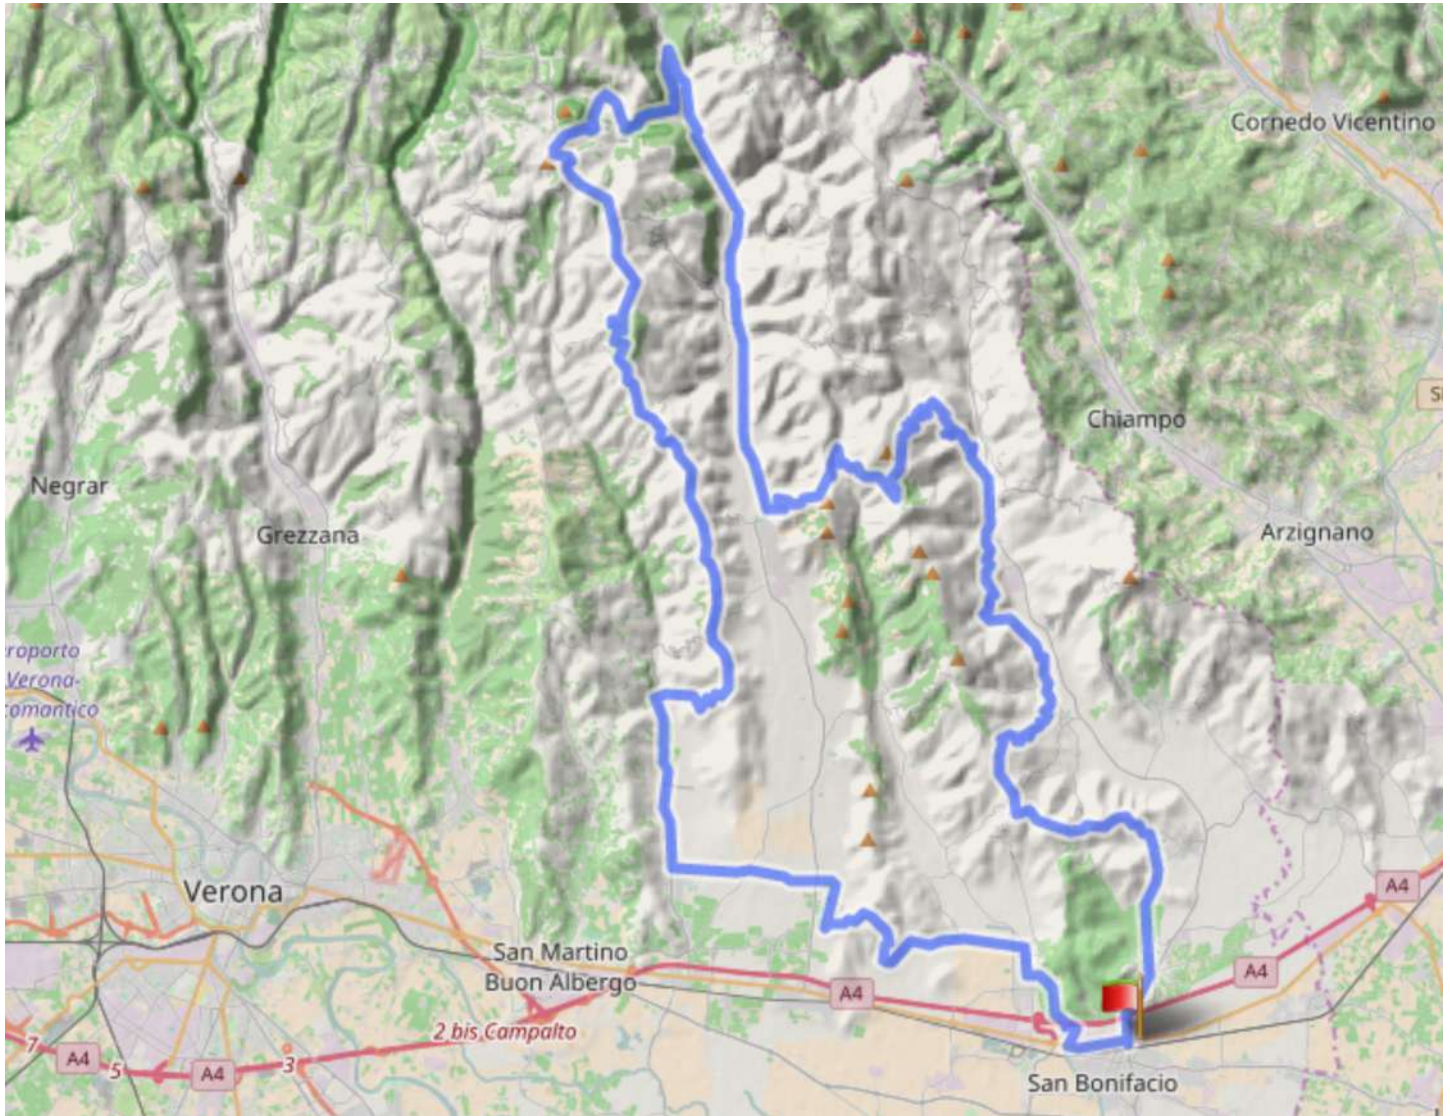 Cornedo Vicentino
S
Chiampo
Negrar
Grezzana
Arzignano
eroporto
Verona-
comantico
Verona
A4
San Martino
Buon Albergo
A4
A4
2 bis Campalto
7
A4
5
A4
3
San Bonifacio